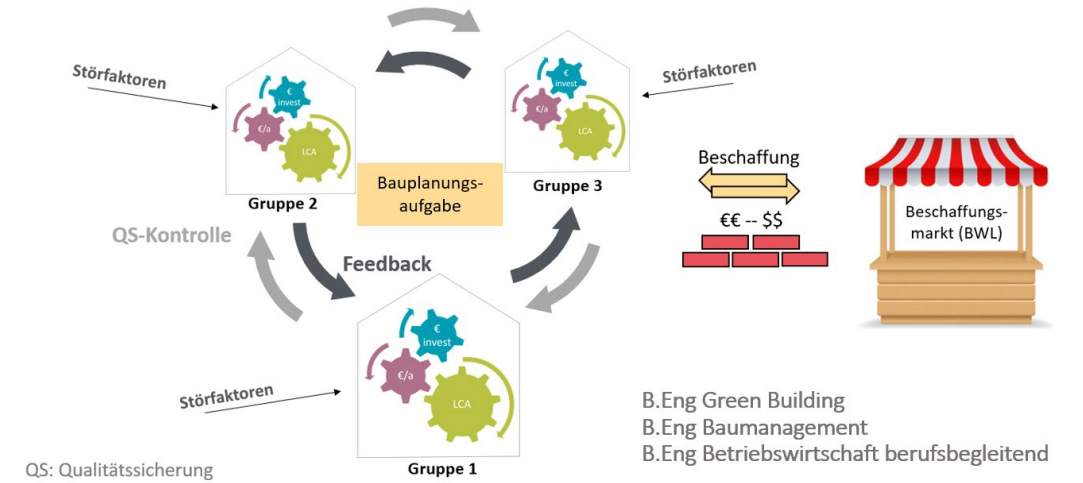 Störfaktoren
€
invest
€/a
LCA
Gruppe 2
€
invest
€/a
LCA
Gruppe 3
Störfaktoren
Bauplanungs-
aufgabe
QS-Kontrolle
Feedback
€
invest
€/a
LCA
Gruppe 1
Störfaktoren
QS: Qualitätssicherung
Beschaffung
€€ -- $$
Beschaffungs-
markt (BWL)
B.Eng Green Building
B.Eng Baumanagement
B.Eng Betriebswirtschaft berufsbegleitend